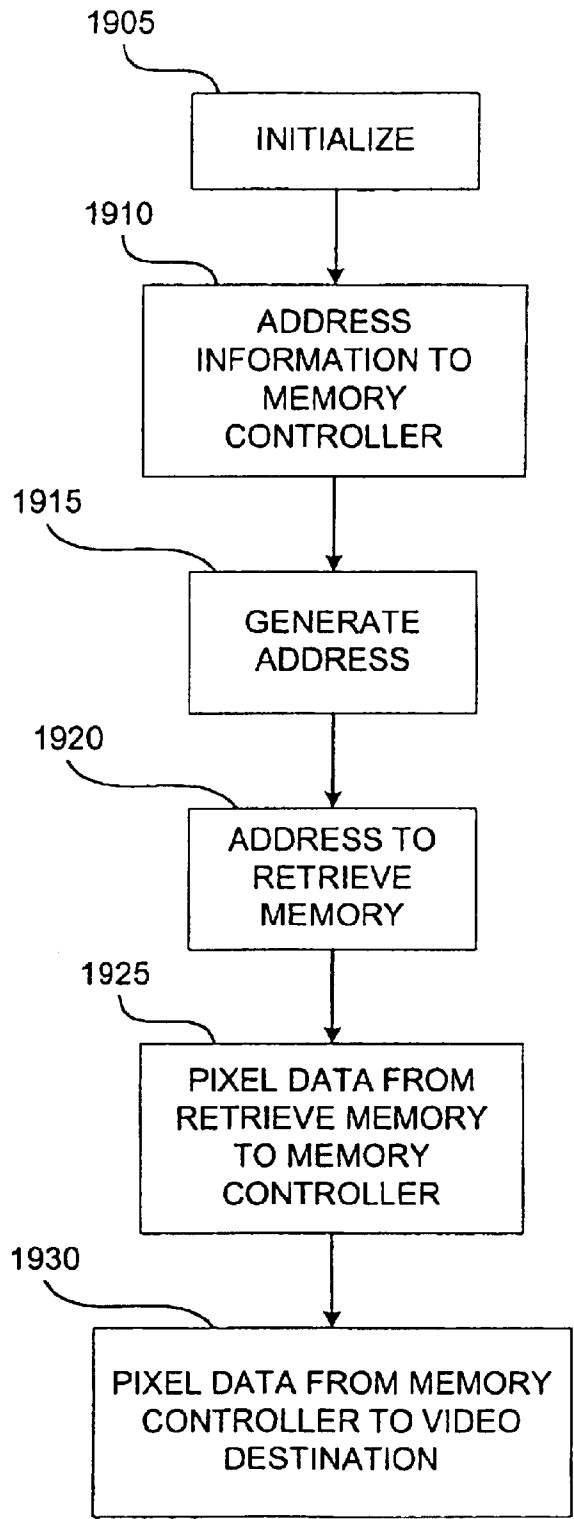 1905
INITIALIZE
1910
ADDRESS
INFORMATION TO
MEMORY
CONTROLLER
1915
GENERATE
ADDRESS
1920
ADDRESS TO
RETRIEVE
MEMORY
1925
PIXEL DATA FROM
RETRIEVE MEMORY
TO MEMORY
CONTROLLER
1930
PIXEL DATA FROM MEMORY
CONTROLLER TO VIDEO
DESTINATION